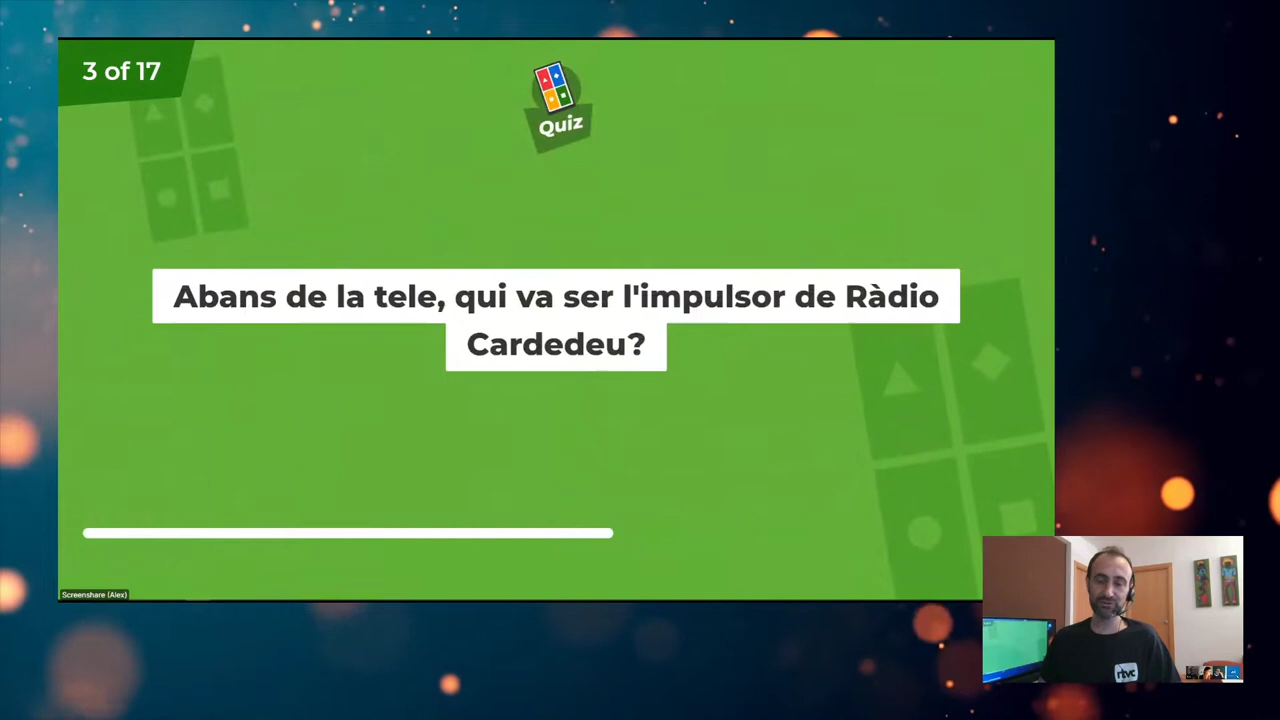 3 of 17
Quiz
Abans de la tele, qui va ser l'impulsor de Ràdio
Cardedeu?
Screenshare (Alex)
rtvc